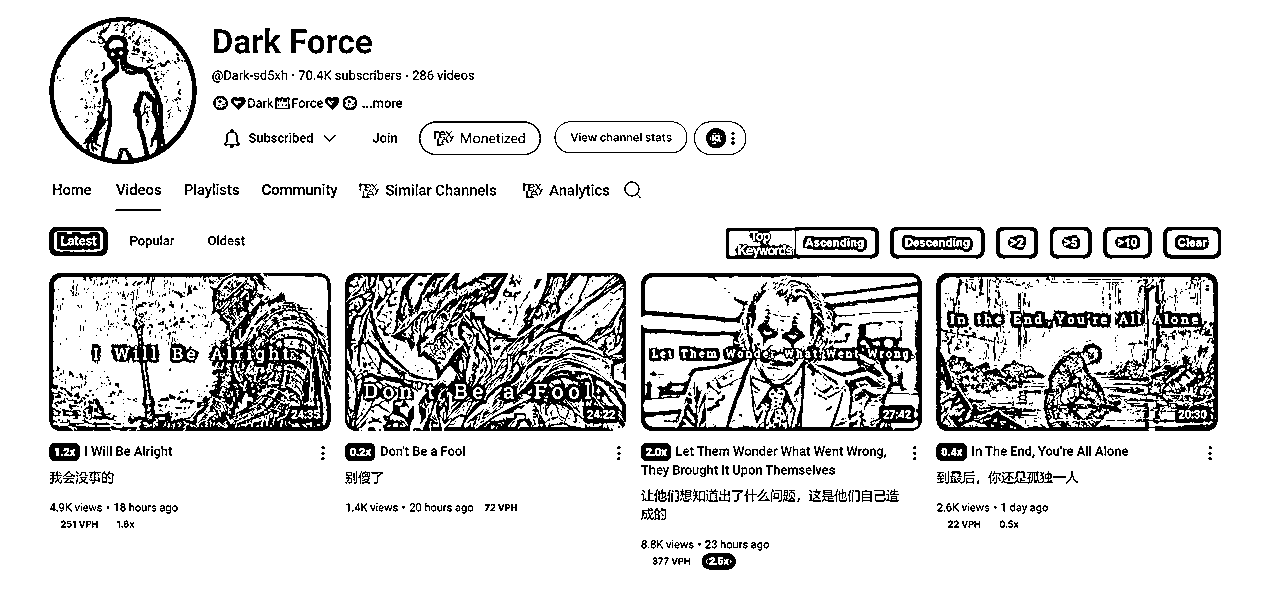 Dark Force
@Dark-sd5xh · 70.4K subscribers · 286 videos
Dark Force ...more
Subscribed Join Monetized View channel stats
Home Videos Playlists Community Similar Channels Analytics
Latest Popular Oldest
Top Keywords Ascending Descending >2 >5 >10 Clear
I Will Be Alright
24:35
Don't Be a Fool
24:22
Let Them Wonder What Went Wrong
27:42
In the End, You're All Alone
20:30
1.2x I Will Be Alright
我会没事的
4.9K views • 18 hours ago
251 VPH 1.8x
0.2x Don't Be a Fool
别傻了
1.4K views • 20 hours ago 72 VPH
2.0x Let Them Wonder What Went Wrong,
They Brought It Upon Themselves
让他们想知道出了什么问题，这是他们自己造
成的
8.8K views • 23 hours ago
377 VPH 2.6x
0.4x In The End, You're All Alone
到最后，你还是孤独一人
2.6K views • 1 day ago
22 VPH 0.5x